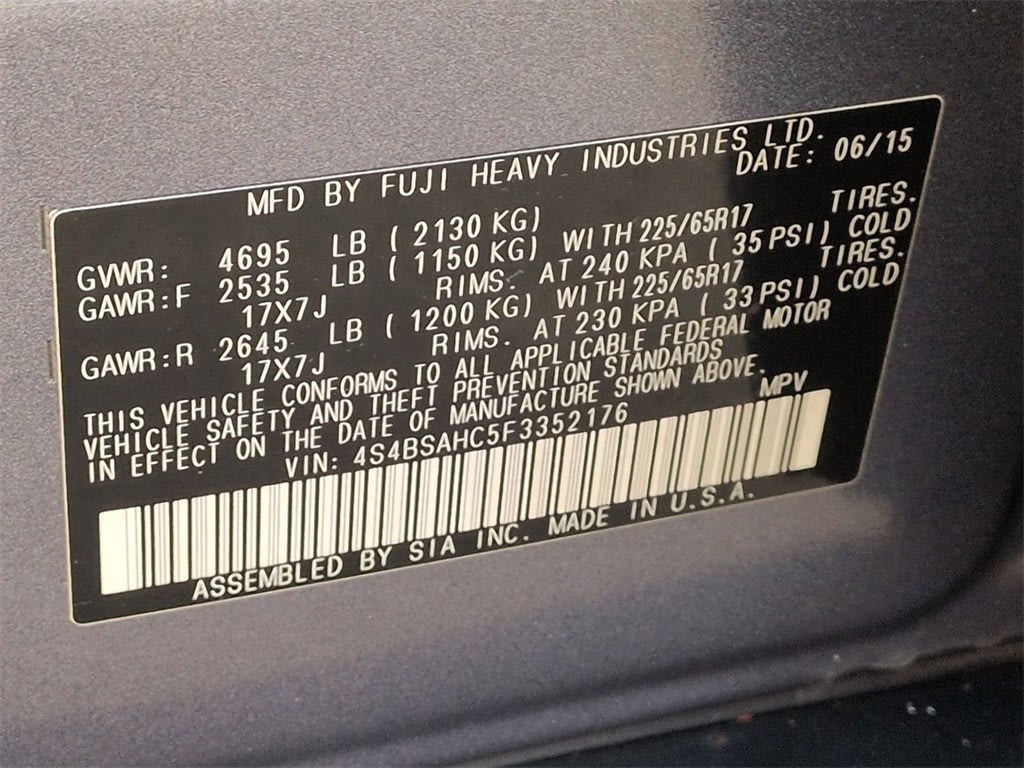 MFD BY FUJI HEAVY INDUSTRIES LTD.
DATE: 06/15
GVWR: 4695 LB ( 2130 KG)
GAWR:F 2535 LB ( 1150 KG) WITH 225/65R17 TIRES.
17X7J RIMS. AT 240 KPA ( 35 PSI) COLD
GAWR:R 2645 LB ( 1200 KG) WITH 225/65R17 TIRES.
17X7J RIMS. AT 230 KPA ( 33 PSI) COLD
THIS VEHICLE CONFORMS TO ALL APPLICABLE FEDERAL MOTOR
VEHICLE SAFETY AND THEFT PREVENTION STANDARDS
IN EFFECT ON THE DATE OF MANUFACTURE SHOWN ABOVE.
VIN: 4S4BSAHC5F3352176 MPV
ASSEMBLED BY SIA INC. MADE IN U.S.A.